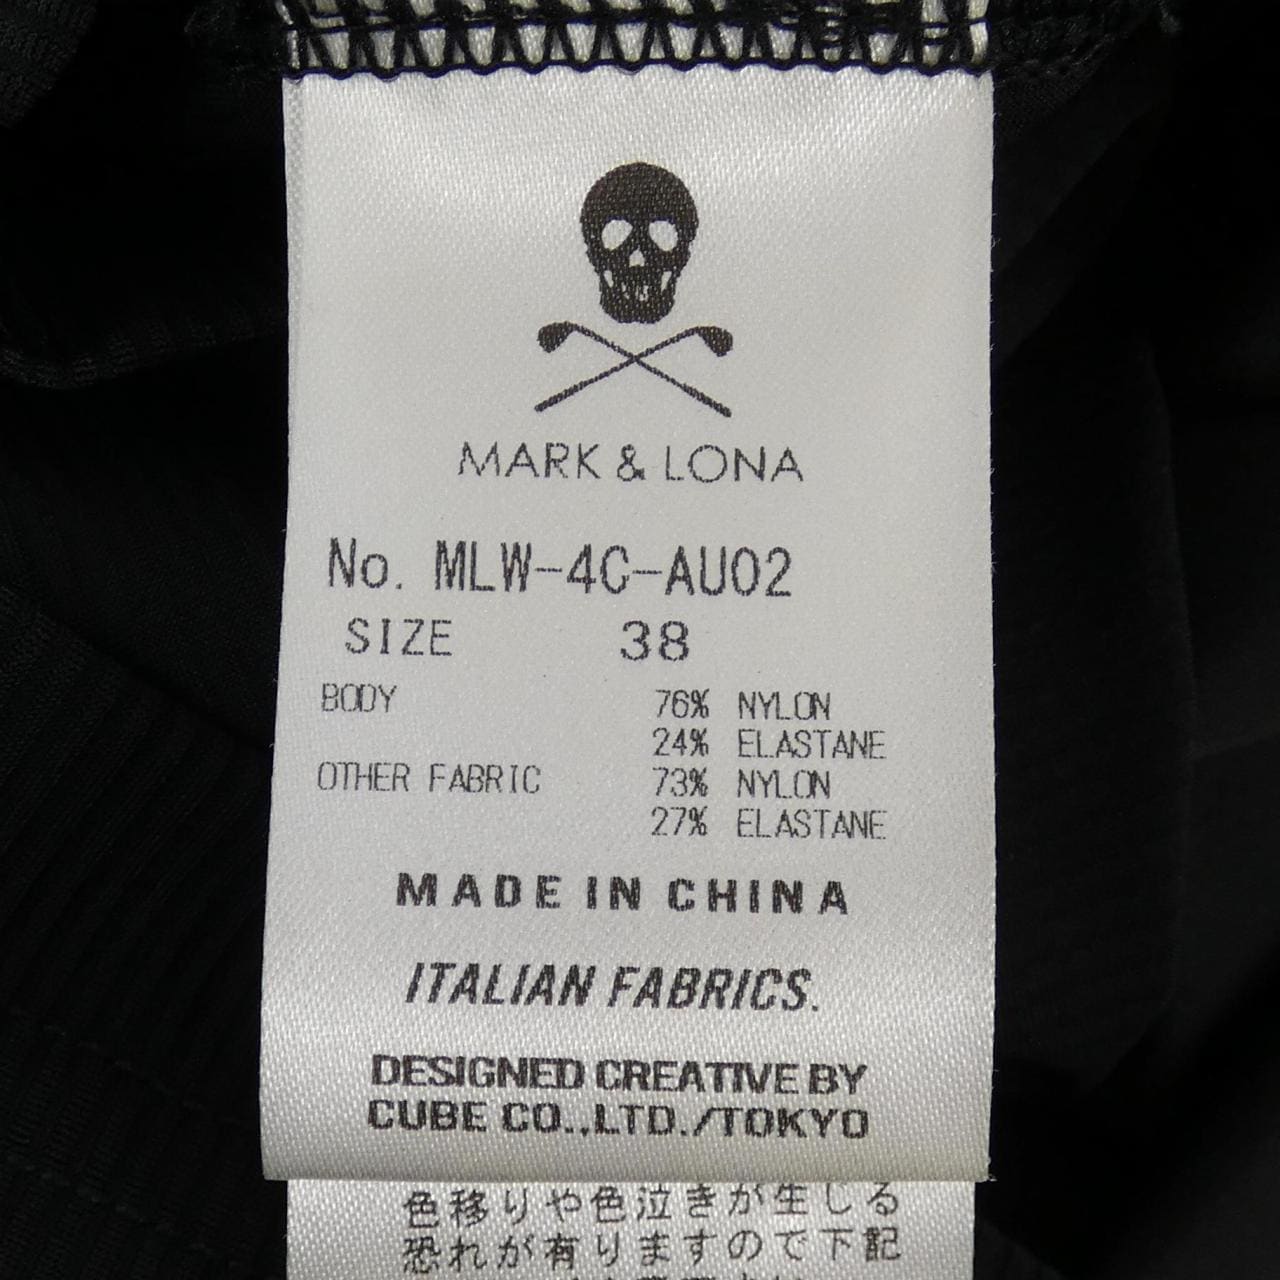 MARK & LONA
No. MLW-4C-AU02
SIZE 38
BODY 76% NYLON
24% ELASTANE
OTHER FABRIC 73% NYLON
27% ELASTANE
MADE IN CHINA
ITALIAN FABRICS.
DESIGNED CREATIVE BY
CUBE CO.,LTD./TOKYO
色移りや色泣きが生じる
恐れが有りますので下記